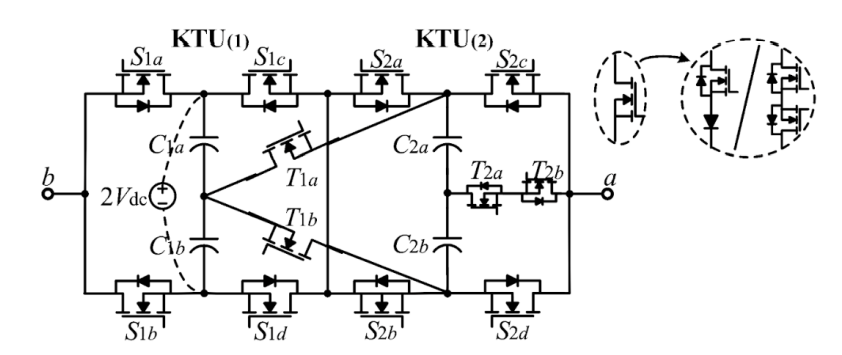 KTU(1) KTU(2)
S1a S1c S2a S2c
C1a C2a
T1a T2a T2b
b 2Vdc a
T1b
C1b C2b
S1b S1d S2b S2d